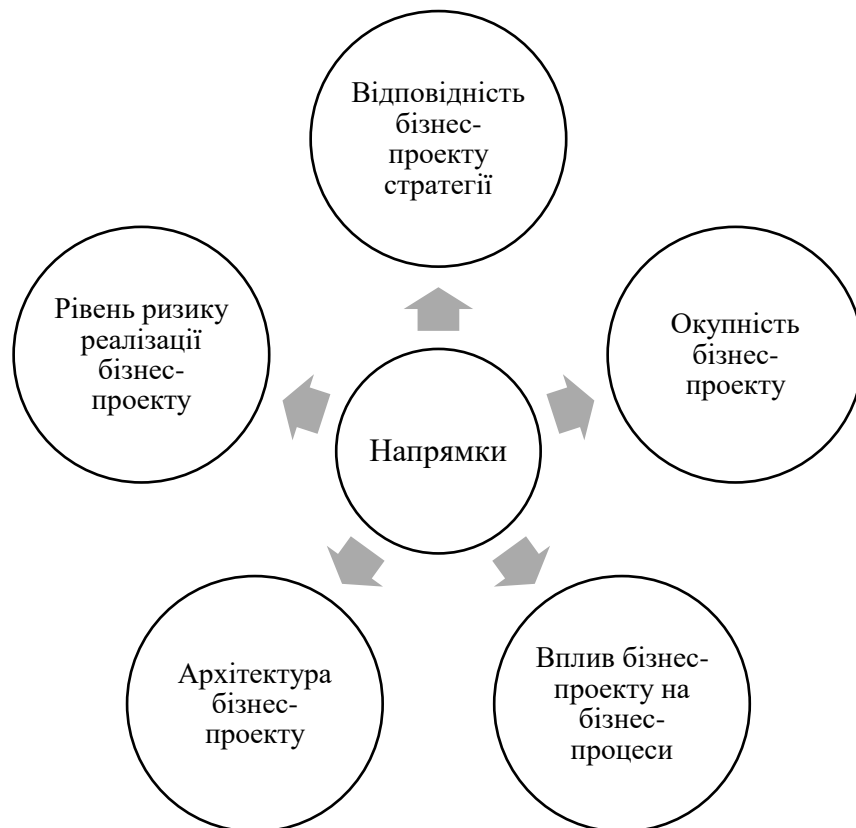 Відповідність
бізнес-
проекту
стратегії
Рівень ризику
реалізації
бізнес-
проекту
Окупність
бізнес-
проекту
Напрямки
Архітектура
бізнес-
проекту
Вплив бізнес-
проекту на
бізнес-
процеси